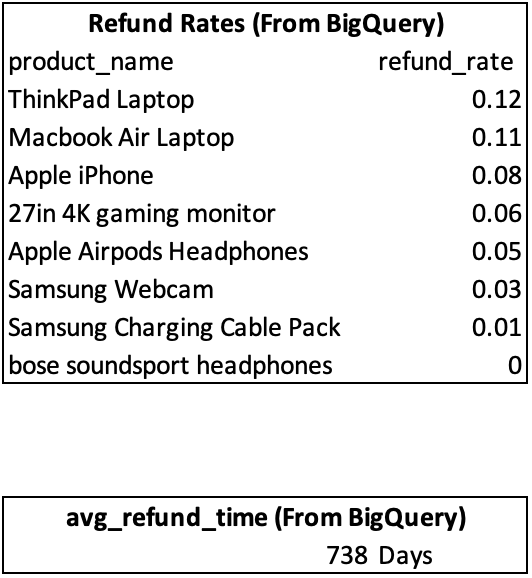 Refund Rates (From BigQuery)
product_name refund_rate
ThinkPad Laptop 0.12
Macbook Air Laptop 0.11
Apple iPhone 0.08
27in 4K gaming monitor 0.06
Apple Airpods Headphones 0.05
Samsung Webcam 0.03
Samsung Charging Cable Pack 0.01
bose soundsport headphones 0
avg_refund_time (From BigQuery)
738 Days